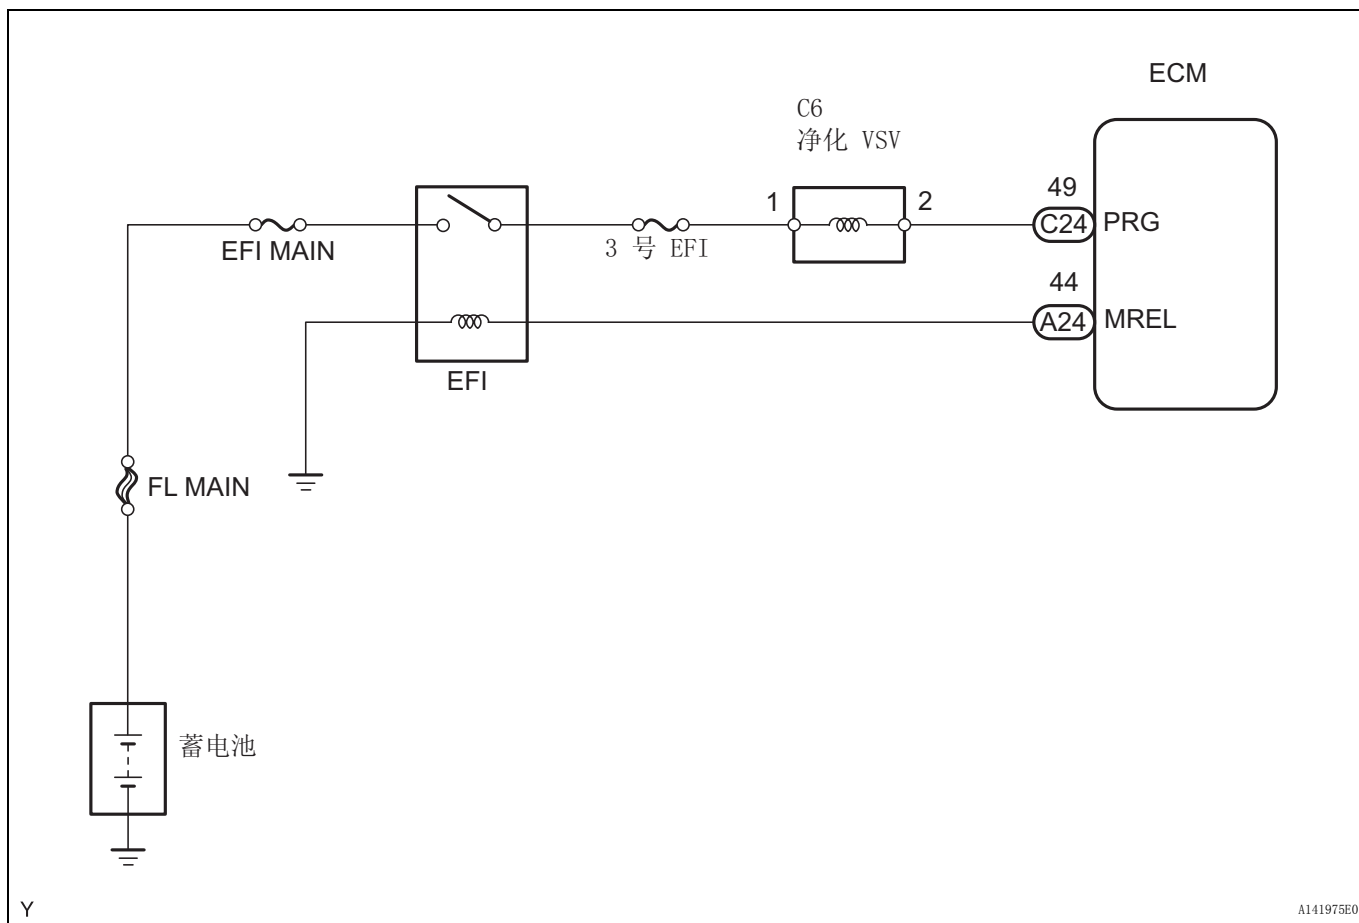 ECM
C6
净化 VSV
1
2
49
C24
PRG
EFI MAIN
3 号 EFI
44
A24
MREL
EFI
FL MAIN
蓄电池
Y
A141975E0